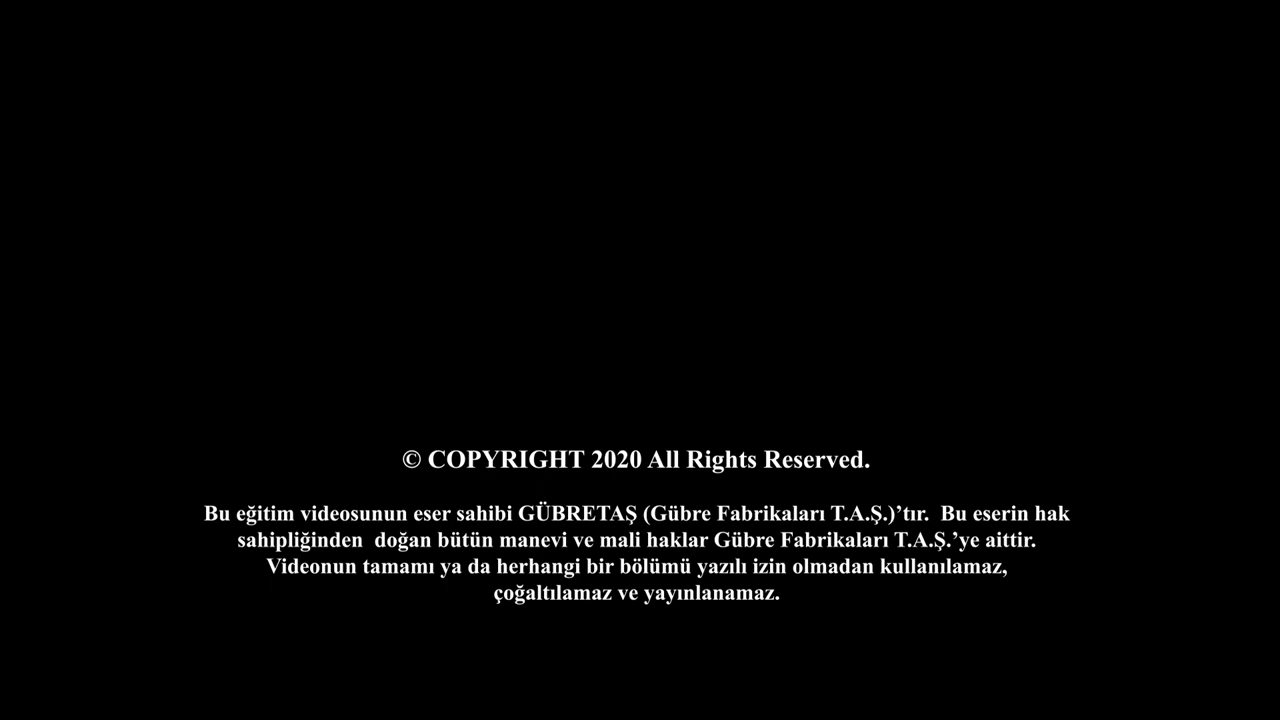 © COPYRIGHT 2020 All Rights Reserved.
Bu eğitim videosunun eser sahibi GÜBRETAŞ (Gübre Fabrikaları T.A.Ş.)’tır. Bu eserin hak
sahipliğinden doğan bütün manevi ve mali haklar Gübre Fabrikaları T.A.Ş.’ye aittir.
Videonun tamamı ya da herhangi bir bölümü yazılı izin olmadan kullanılamaz,
çoğaltılamaz ve yayınlanamaz.